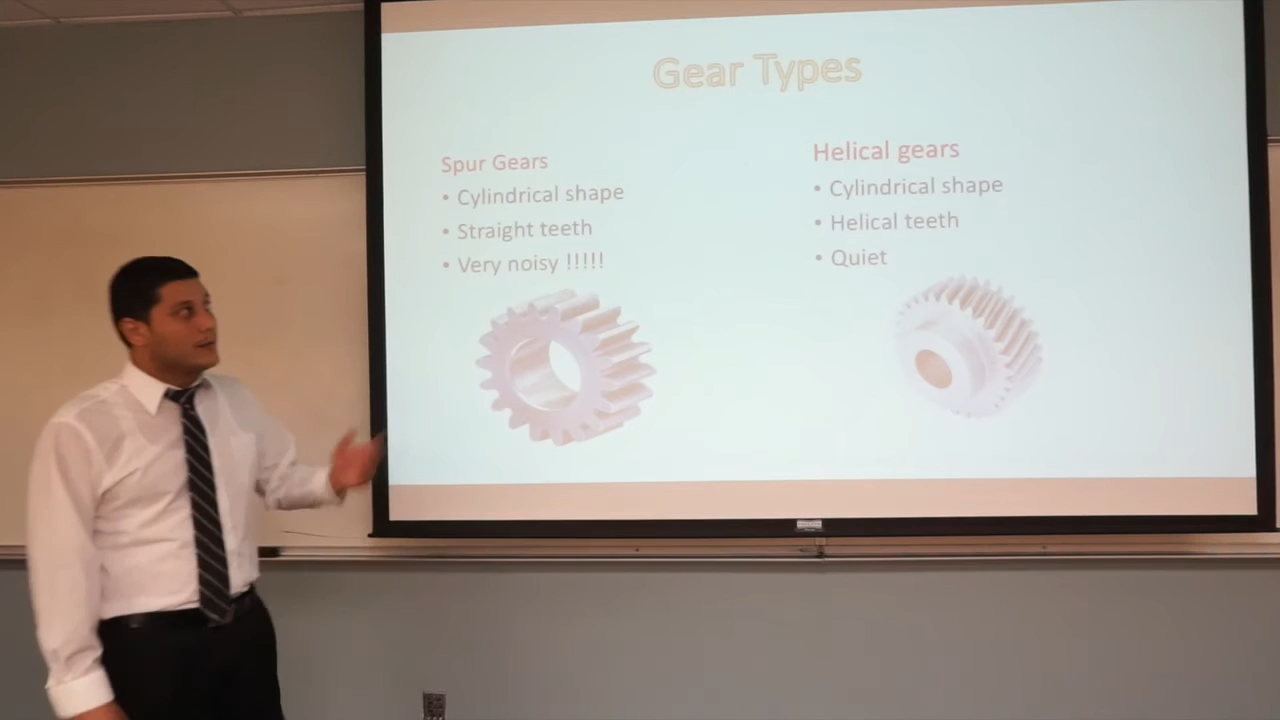 Gear Types
Spur Gears
• Cylindrical shape
• Straight teeth
• Very noisy !!!!!
Helical gears
• Cylindrical shape
• Helical teeth
• Quiet